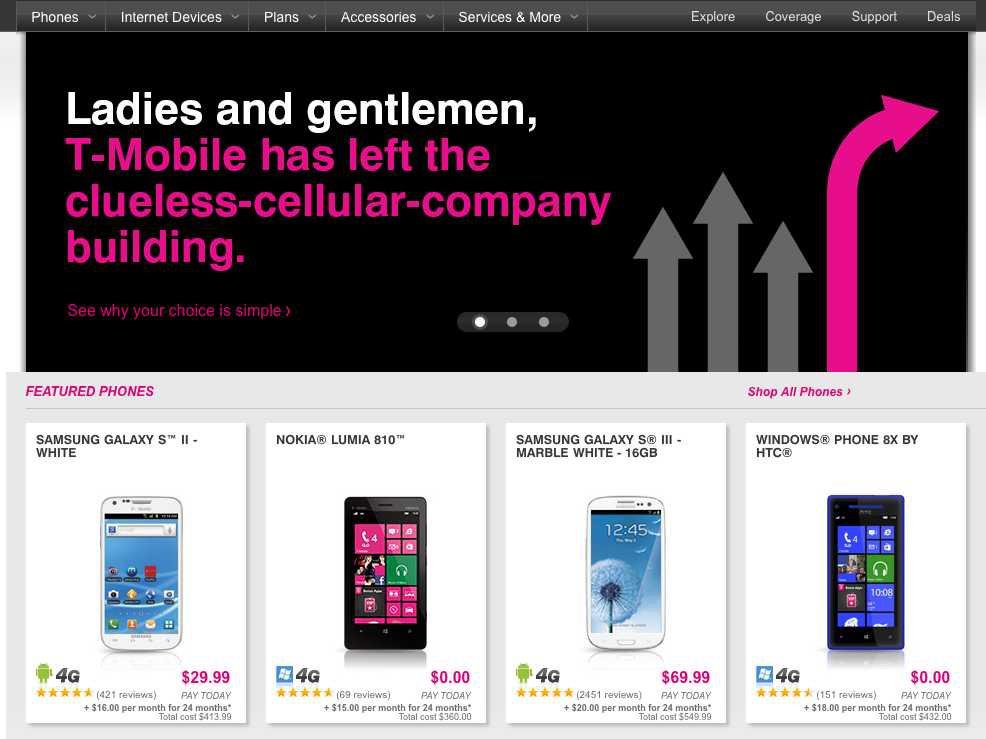 Phones
Internet Devices
Plans
Accessories
Services & More
Explore
Coverage
Support
Deals
Ladies and gentlemen,
T-Mobile has left the
clueless-cellular-company
building.
See why your choice is simple ›
FEATURED PHONES
Shop All Phones ›
SAMSUNG GALAXY S™ II -
WHITE
4G
$29.99
(421 reviews)
PAY TODAY
+ $16.00 per month for 24 months*
Total cost $413.99
NOKIA® LUMIA 810™
4G
$0.00
(69 reviews)
PAY TODAY
+ $15.00 per month for 24 months*
Total cost $360.00
SAMSUNG GALAXY S® III -
MARBLE WHITE - 16GB
12:45
4G
$69.99
(2451 reviews)
PAY TODAY
+ $20.00 per month for 24 months*
Total cost $549.99
WINDOWS® PHONE 8X BY
HTC®
10:08
4G
$0.00
(151 reviews)
PAY TODAY
+ $18.00 per month for 24 months*
Total cost $432.00